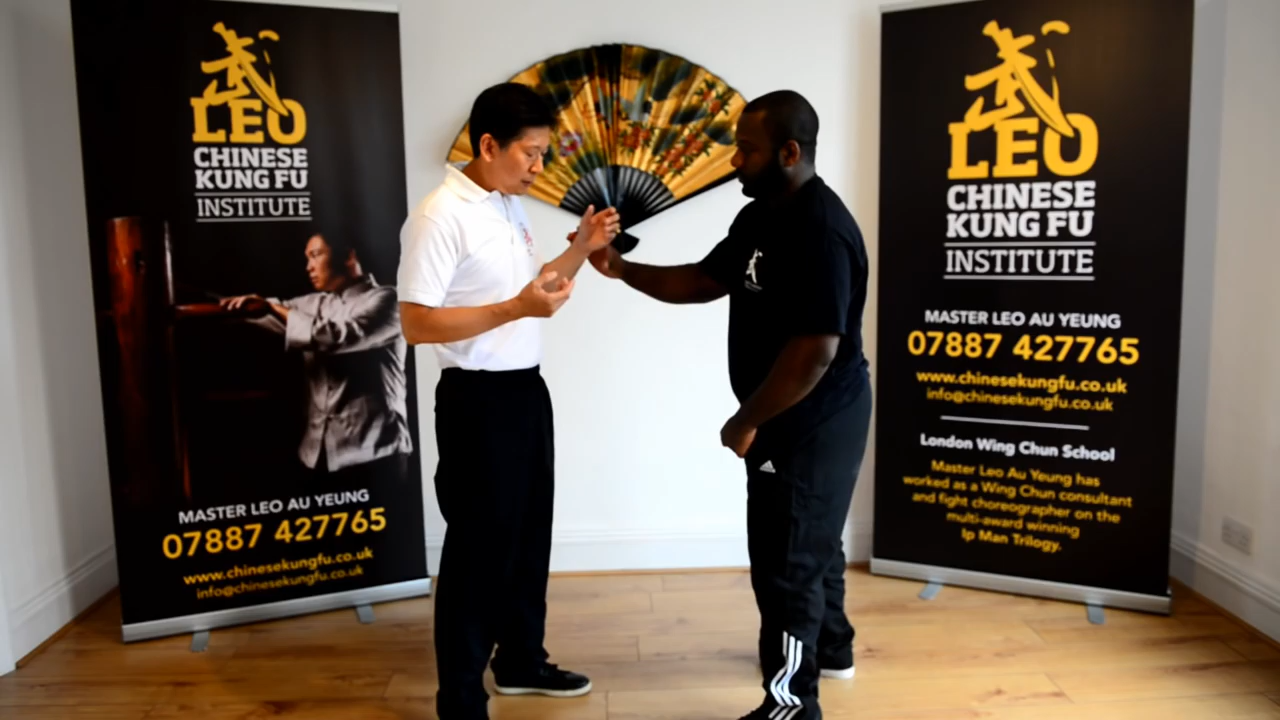 武
LEO
CHINESE
KUNG FU
INSTITUTE
MASTER LEO AU YEUNG
07887 427765
www.chinesekungfu.co.uk
info@chinesekungfu.co.uk
武
LEO
CHINESE
KUNG FU
INSTITUTE
MASTER LEO AU YEUNG
07887 427765
www.chinesekungfu.co.uk
info@chinesekungfu.co.uk
London Wing Chun School
Master Leo Au Yeung has
worked as a Wing Chun consultant
and fight choreographer on the
multi-award winning
Ip Man Trilogy.